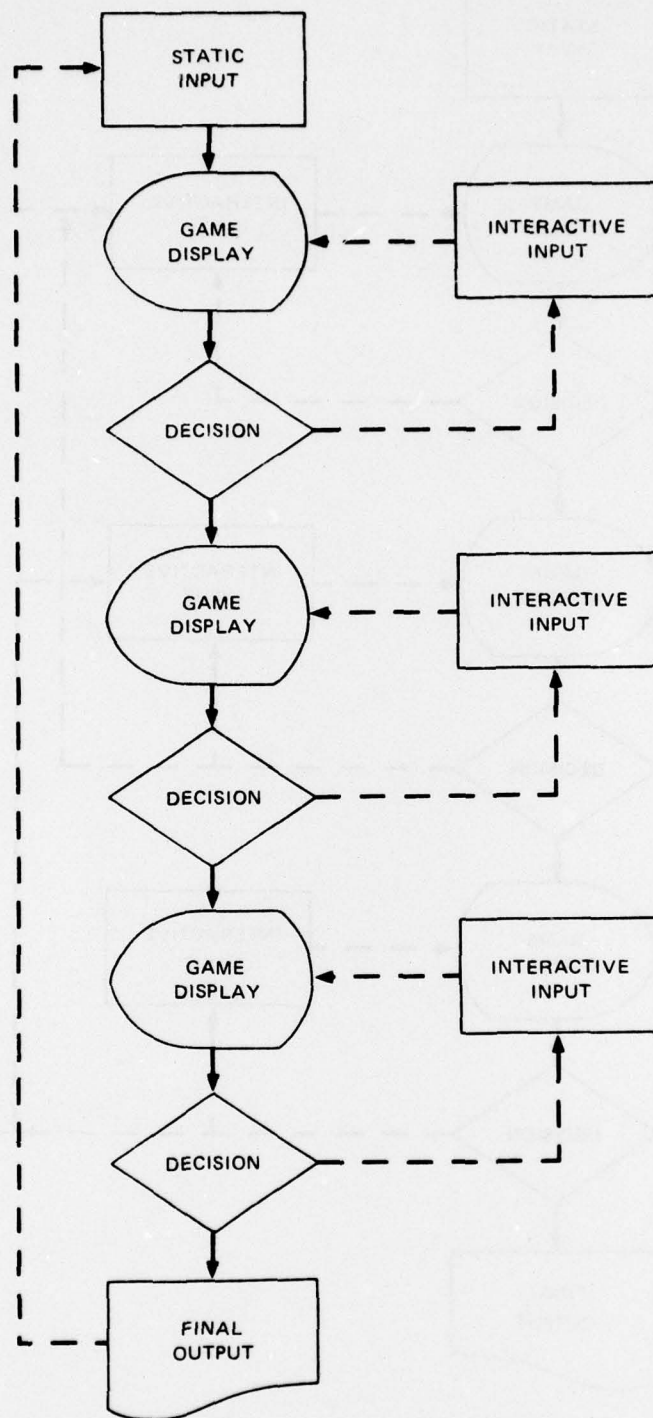 STATIC
INPUT
GAME
DISPLAY
INTERACTIVE
INPUT
DECISION
GAME
DISPLAY
INTERACTIVE
INPUT
DECISION
GAME
DISPLAY
INTERACTIVE
INPUT
DECISION
FINAL
OUTPUT